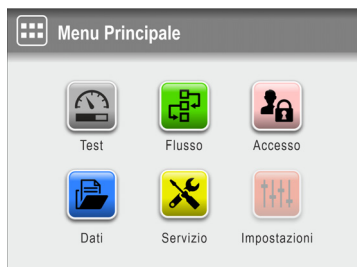 Menu Principale
Test Flusso Accesso
Dati Servizio Impostazioni